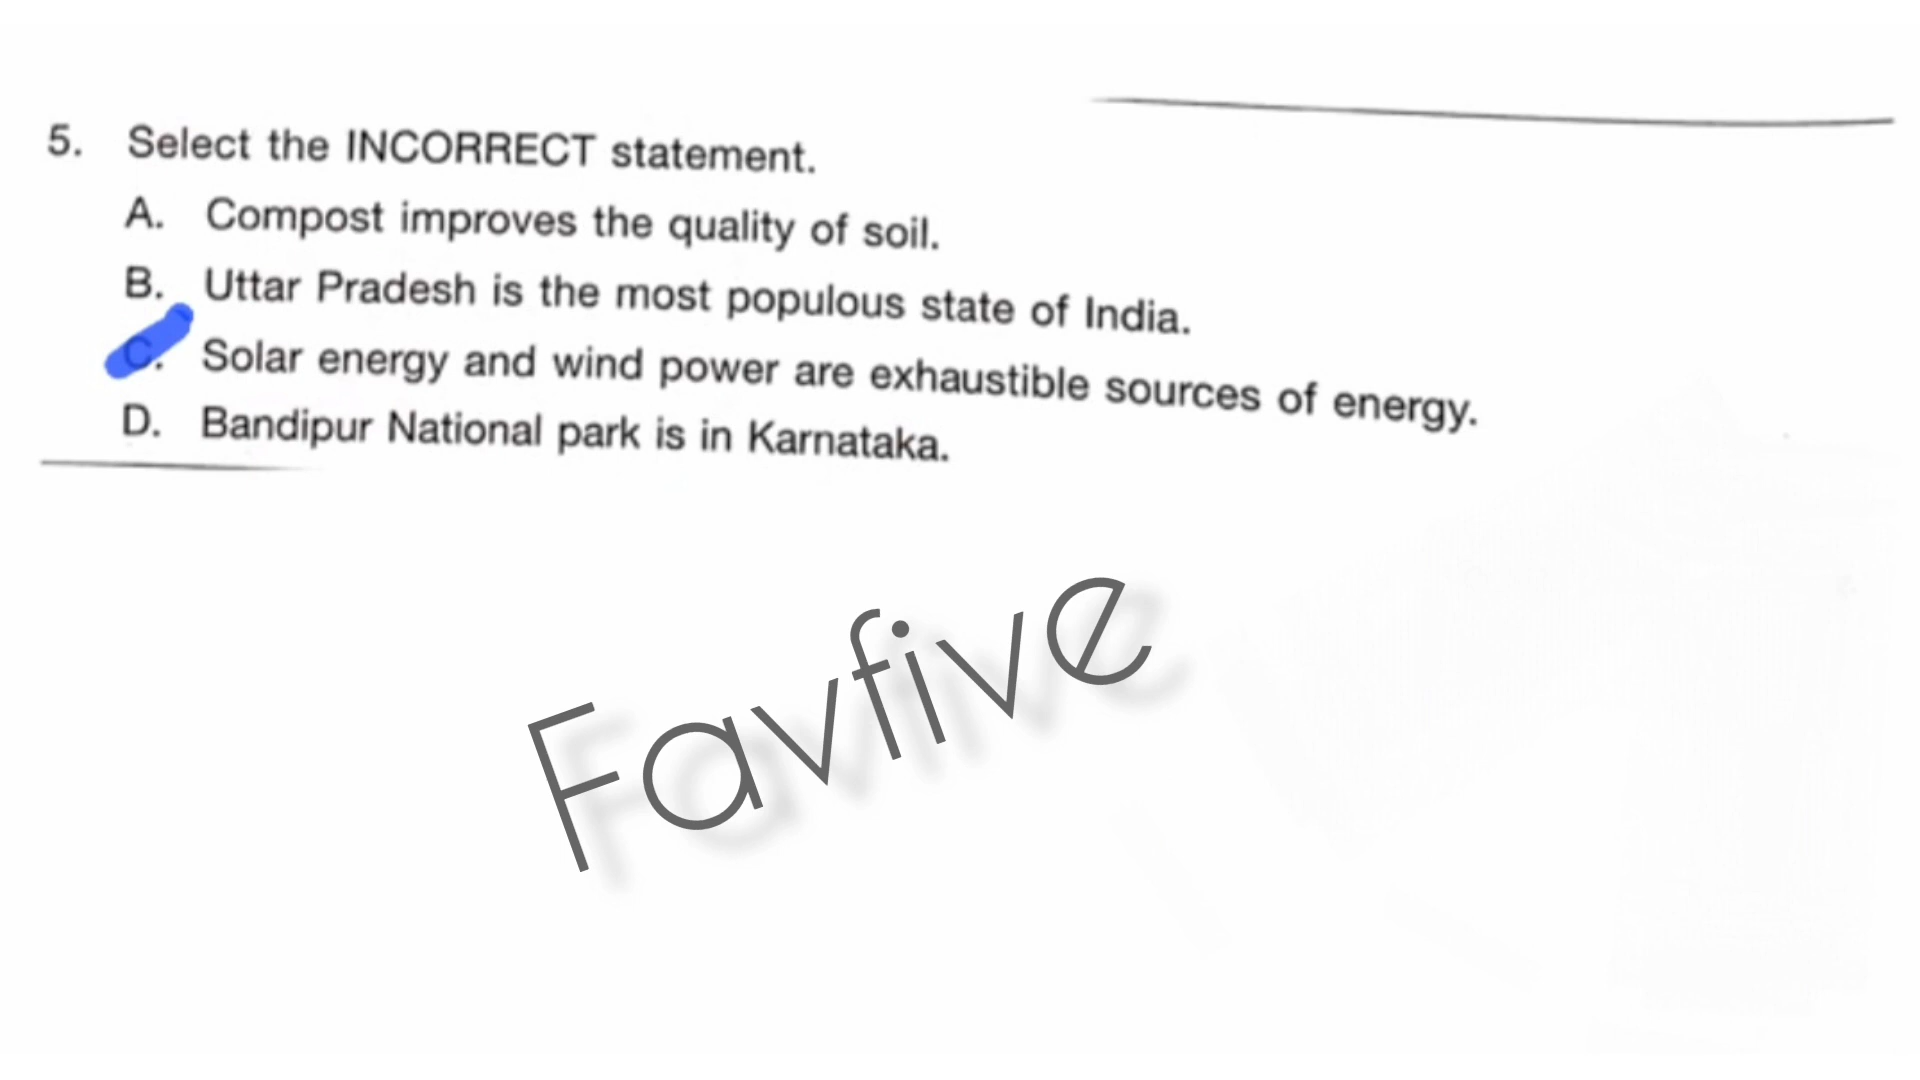 5. Select the INCORRECT statement.
A. Compost improves the quality of soil.
B. Uttar Pradesh is the most populous state of India.
C. Solar energy and wind power are exhaustible sources of energy.
D. Bandipur National park is in Karnataka.
Favfive